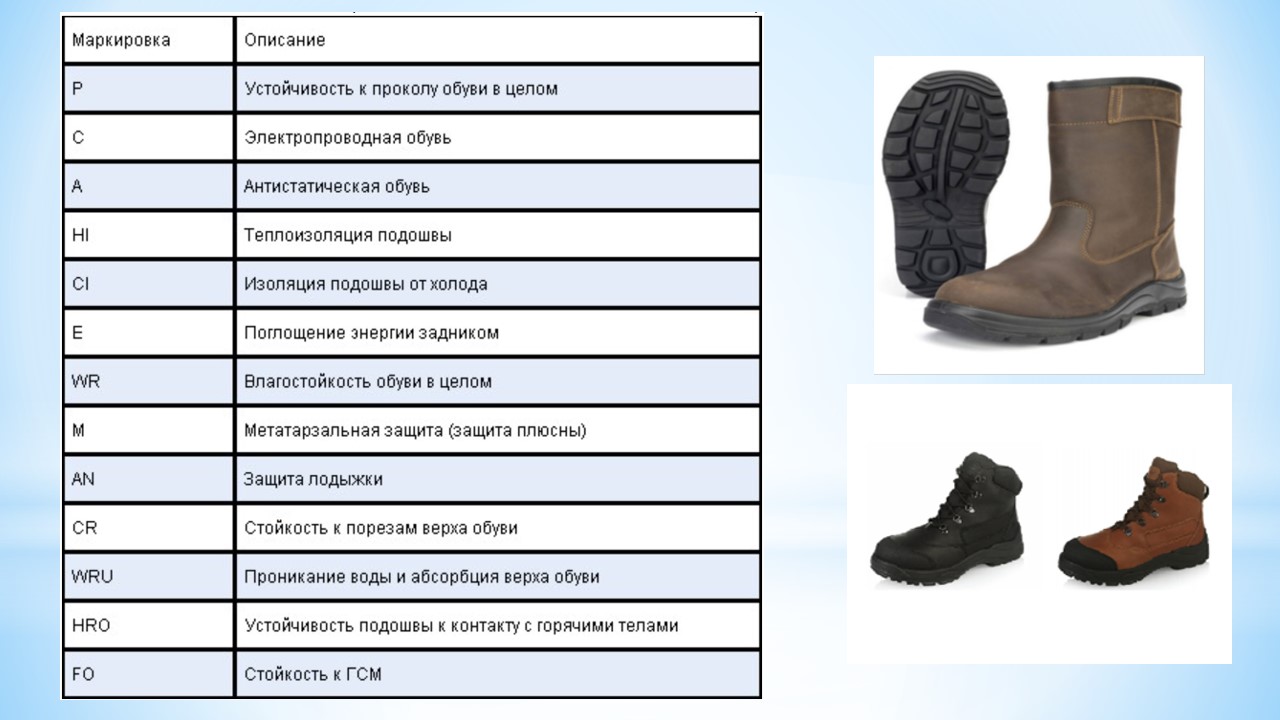 Маркировка Описание
P Устойчивость к проколу обуви в целом
C Электропроводная обувь
A Антистатическая обувь
HI Теплоизоляция подошвы
CI Изоляция подошвы от холода
E Поглощение энергии задником
WR Влагостойкость обуви в целом
M Метатарзальная защита (защита плюсны)
AN Защита лодыжки
CR Стойкость к порезам верха обуви
WRU Проникание воды и абсорбция верха обуви
HRO Устойчивость подошвы к контакту с горячими телами
FO Стойкость к ГСМ